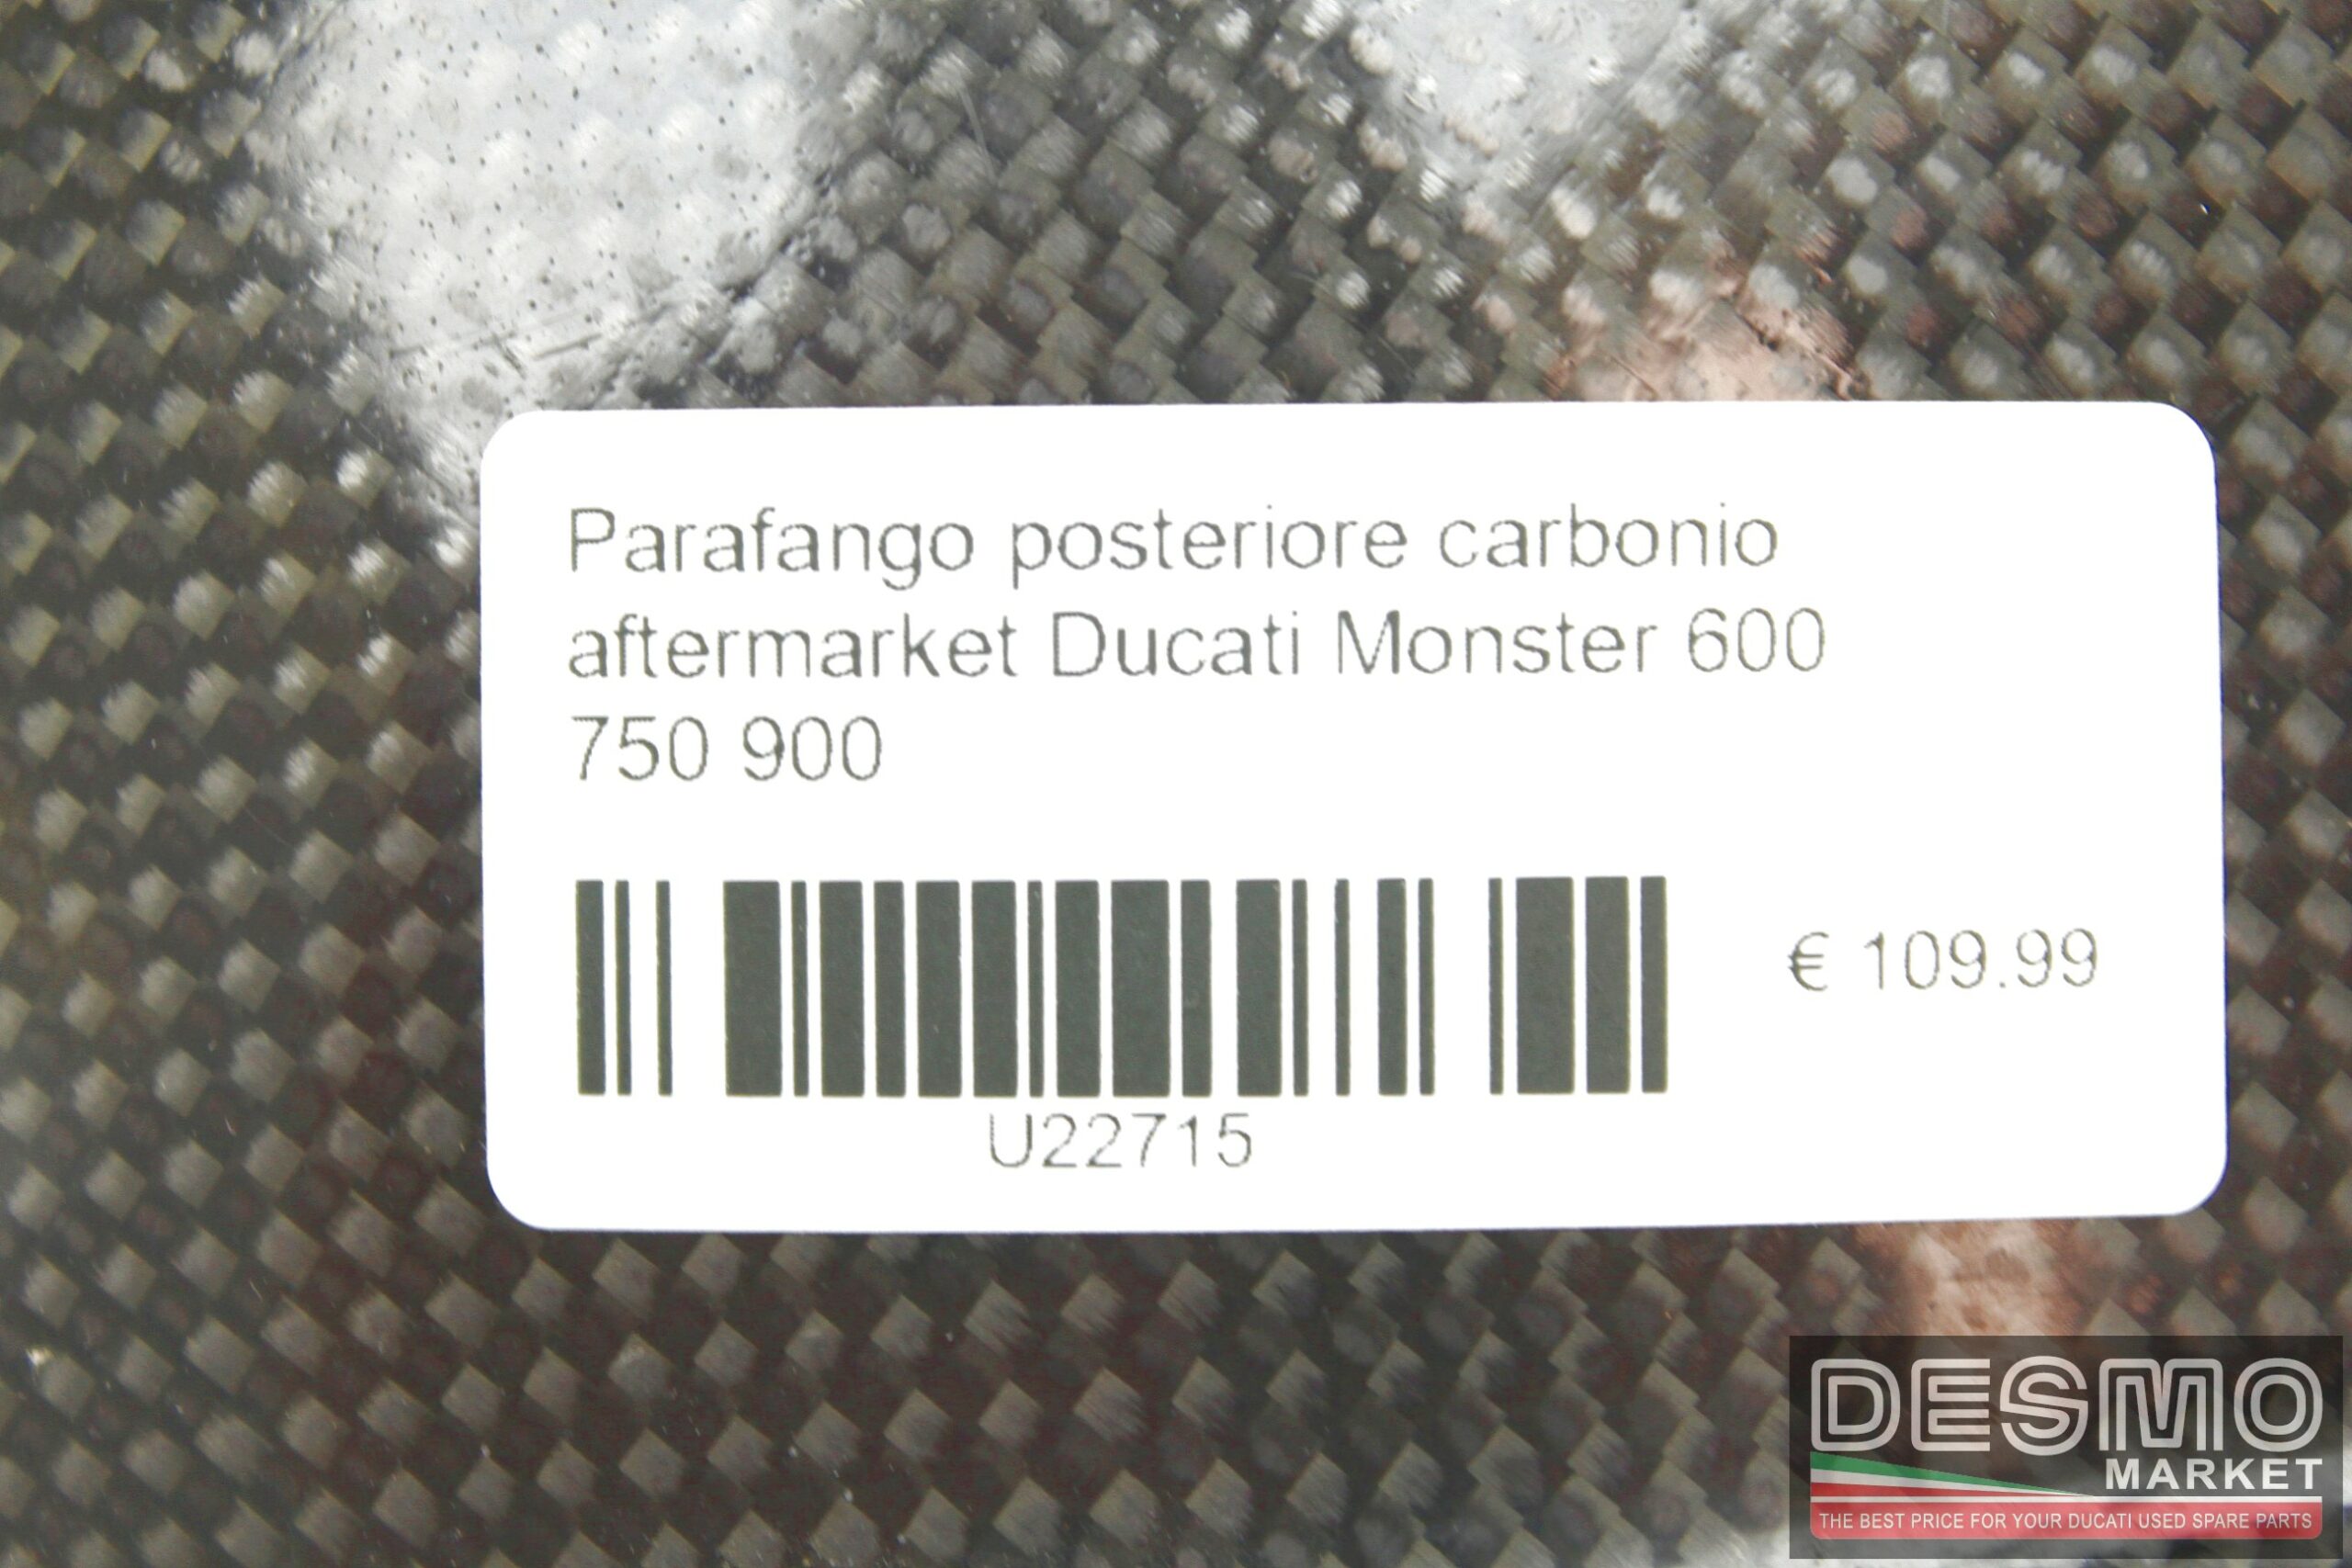 Parafango posteriore carbonio
aftermarket Ducati Monster 600
750 900
€ 109.99
U22715
DESMO
MARKET
THE BEST PRICE FOR YOUR DUCATI USED SPARE PARTS